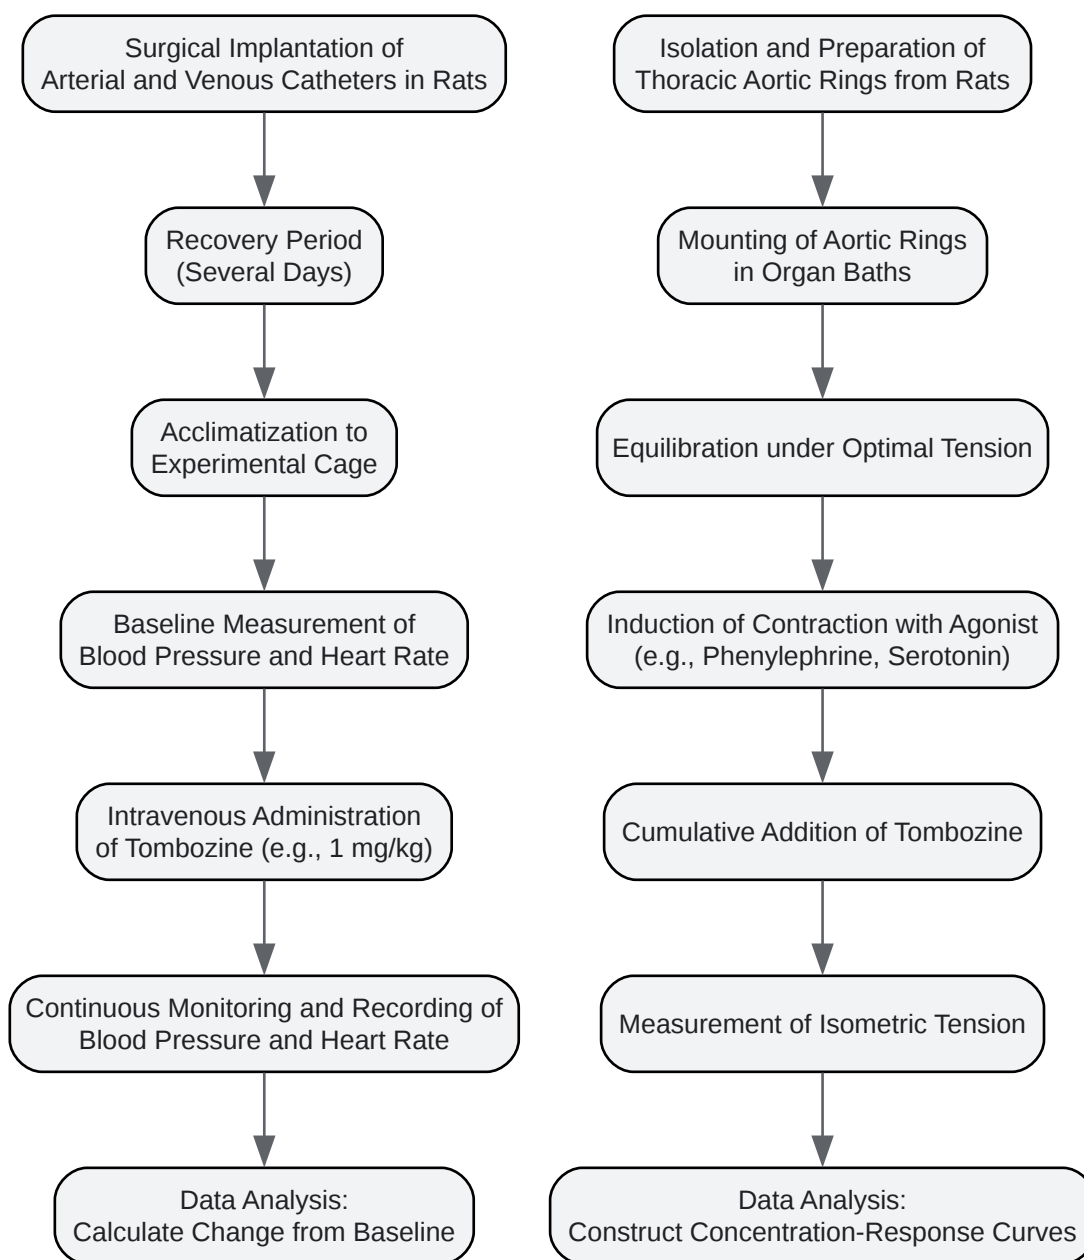 Surgical Implantation of
Arterial and Venous Catheters in Rats
Recovery Period
(Several Days)
Acclimatization to
Experimental Cage
Baseline Measurement of
Blood Pressure and Heart Rate
Intravenous Administration
of Tombozine (e.g., 1 mg/kg)
Continuous Monitoring and Recording of
Blood Pressure and Heart Rate
Data Analysis:
Calculate Change from Baseline
Isolation and Preparation of
Thoracic Aortic Rings from Rats
Mounting of Aortic Rings
in Organ Baths
Equilibration under Optimal Tension
Induction of Contraction with Agonist
(e.g., Phenylephrine, Serotonin)
Cumulative Addition of Tombozine
Measurement of Isometric Tension
Data Analysis:
Construct Concentration-Response Curves